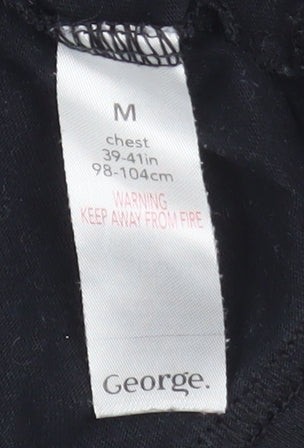 M
chest
39-41in
98-104cm
WARNING
KEEP AWAY FROM FIRE
George.